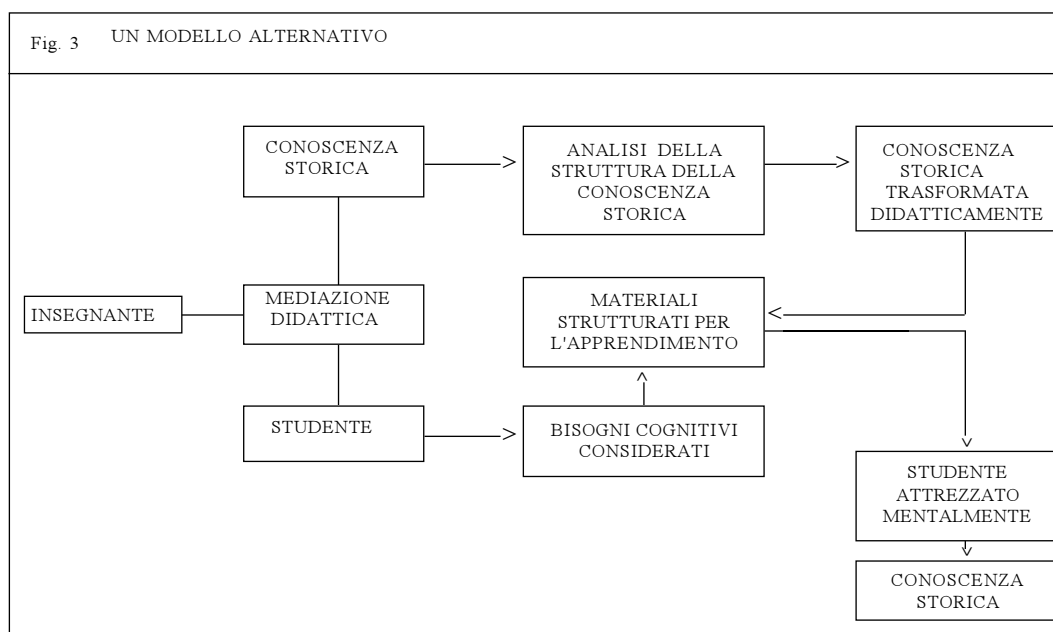 Fig. 3 UN MODELLO ALTERNATIVO
CONOSCENZA
STORICA
ANALISI DELLA
STRUTTURA DELLA
CONOSCENZA
STORICA
CONOSCENZA
STORICA
TRASFORMATA
DIDATTICAMENTE
INSEGNANTE
MEDIAZIONE
DIDATTICA
MATERIALI
STRUTTURATI PER
L'APPRENDIMENTO
STUDENTE
BISOGNI COGNITIVI
CONSIDERATI
STUDENTE
ATTREZZATO
MENTALMENTE
CONOSCENZA
STORICA